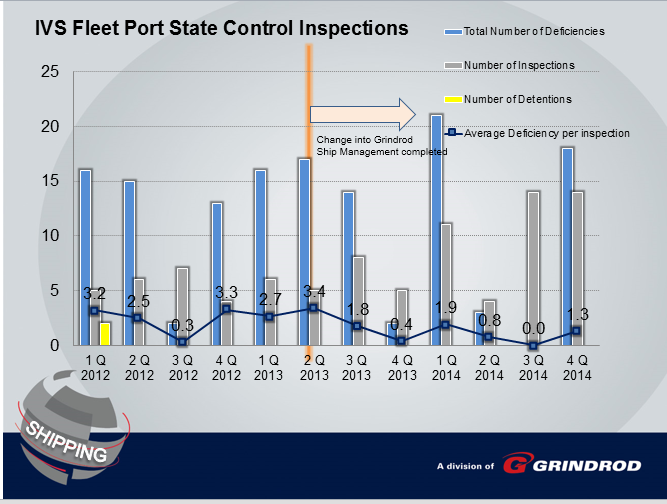 IVS Fleet Port State Control Inspections
Total Number of Deficiencies
Number of Inspections
Number of Detentions
Average Deficiency per inspection
Change into Grindrod
Ship Management completed
25
20
15
10
5
0
3.2 2.5 0.3 3.3 2.7 3.4 1.8 0.4 1.9 0.8 0.0 1.3
1 Q 2 Q 3 Q 4 Q 1 Q 2 Q 3 Q 4 Q 1 Q 2 Q 3 Q 4 Q
2012 2012 2012 2012 2013 2013 2013 2013 2014 2014 2014 2014
SHIPPING
A division of GRINDROD